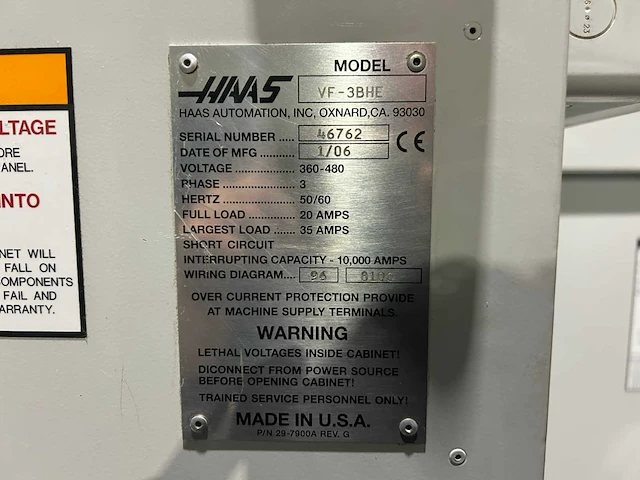 LTAGE
ORE
ANEL.
INTO
NET WILL
FALL ON
OMPONENTS
FAIL AND
ARRANTY.
MODEL
HAAS VF-3BHE
HAAS AUTOMATION, INC, OXNARD, CA. 93030
SERIAL NUMBER .... 46762
DATE OF MFG .......... 1/06 CE
VOLTAGE ................. 360-480
PHASE ..................... 3
HERTZ ..................... 50/60
FULL LOAD .............. 20 AMPS
LARGEST LOAD ...... 35 AMPS
SHORT CIRCUIT
INTERRUPTING CAPACITY - 10,000 AMPS
WIRING DIAGRAM.... 96
OVER CURRENT PROTECTION PROVIDE
AT MACHINE SUPPLY TERMINALS.
WARNING
LETHAL VOLTAGES INSIDE CABINET!
DICONNECT FROM POWER SOURCE
BEFORE OPENING CABINET!
TRAINED SERVICE PERSONNEL ONLY!
MADE IN U.S.A.
P/N 29-7900A REV. G